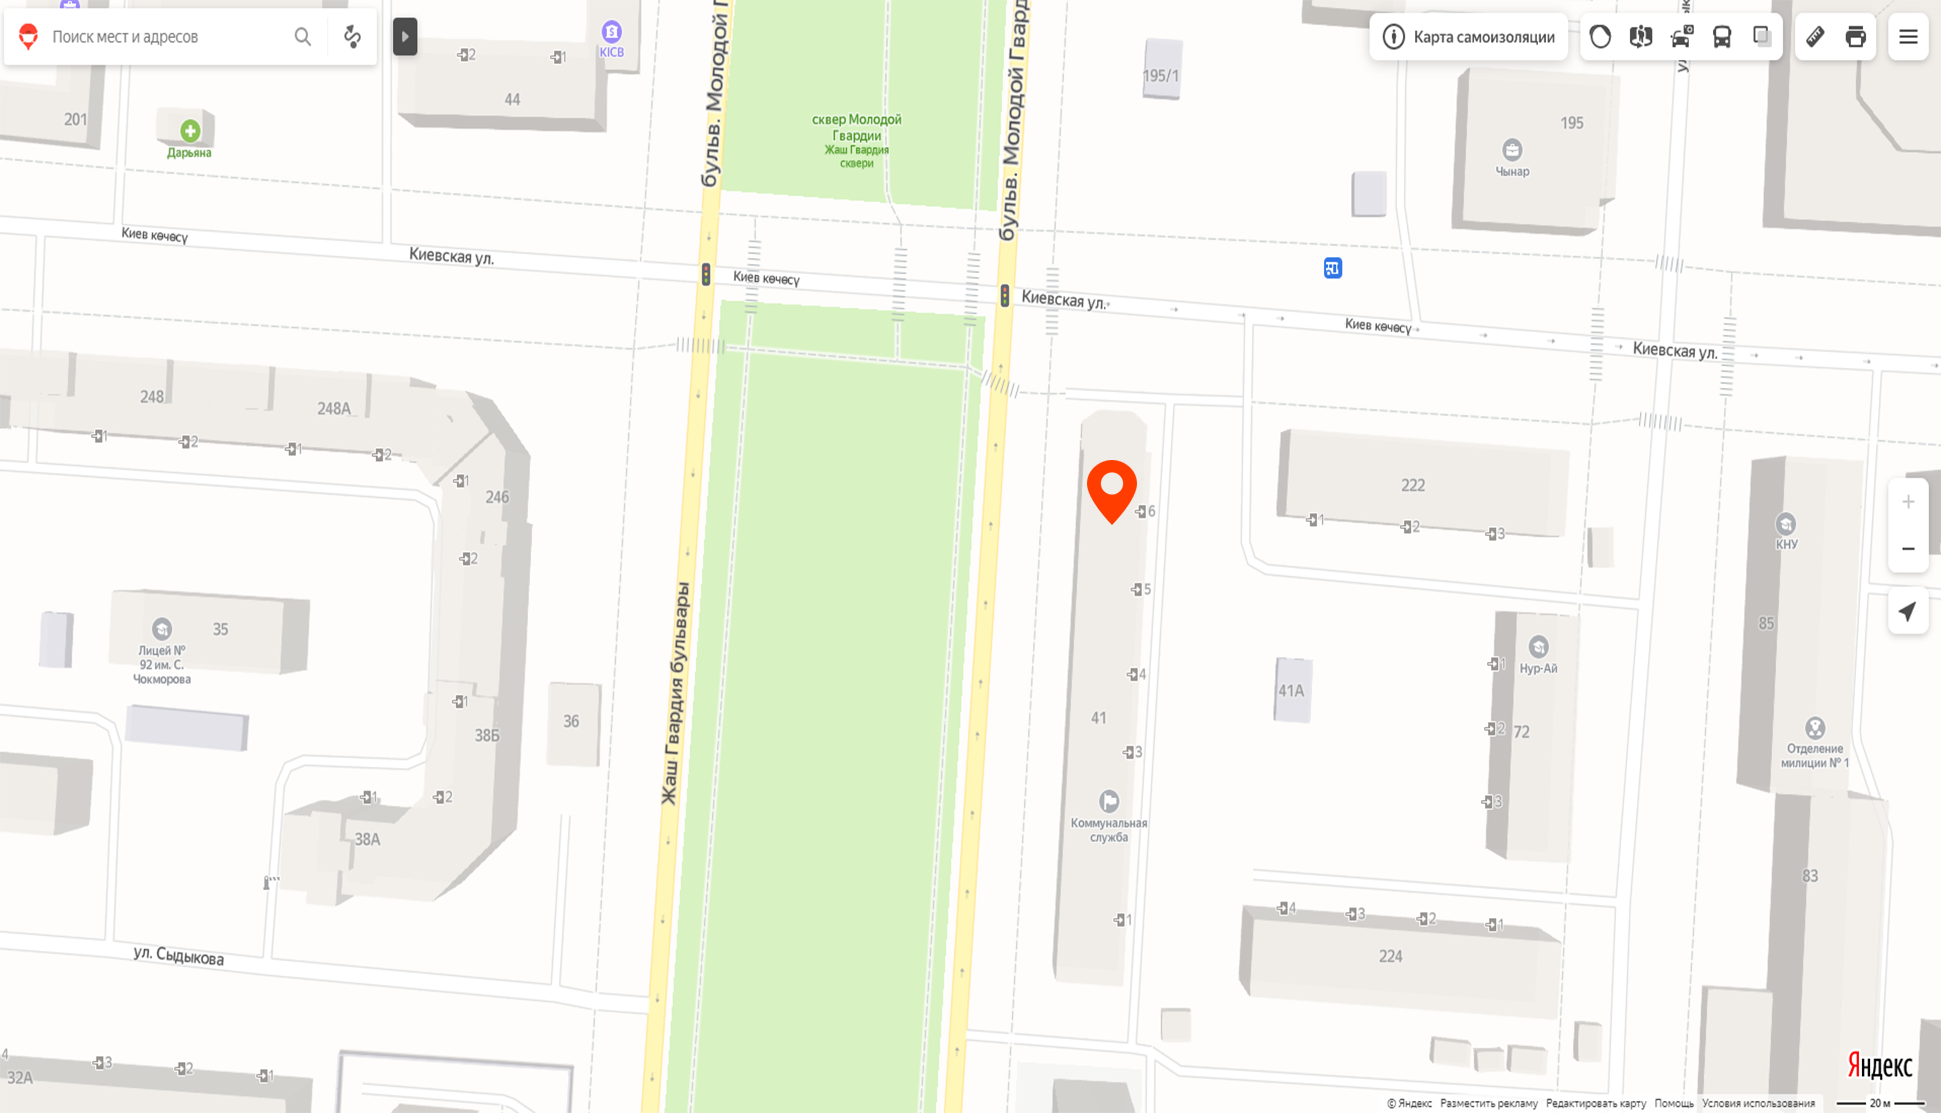 Поиск мест и адресов
Карта самоизоляции
KICB
2
1
44
201
Дарьяна
бульв. Молодой
бульв. Молодой Гвард
сквер Молодой
Гвардии
Жаш Гвардия
сквери
195/1
195
Чынар
Киев көчөсү
Киевская ул.
Киев көчөсү
Киевская ул.
Киев көчөсү
Киевская ул.
248
248А
1
2
1
2
1
246
2
6
222
1
2
3
КНУ
5
Жаш Гвардия бульвары
35
Лицей №
92 им. С.
Чокморова
85
1
Нур-Ай
4
41А
1
36
38Б
41
2
72
3
Отделение
милиции № 1
1
2
3
Коммунальная
служба
38А
83
1
4
3
2
1
224
ул. Сыдыкова
4
3
2
1
32А
Яндекс
© Яндекс Разместить рекламу Редактировать карту Помощь Условия использования 20 м